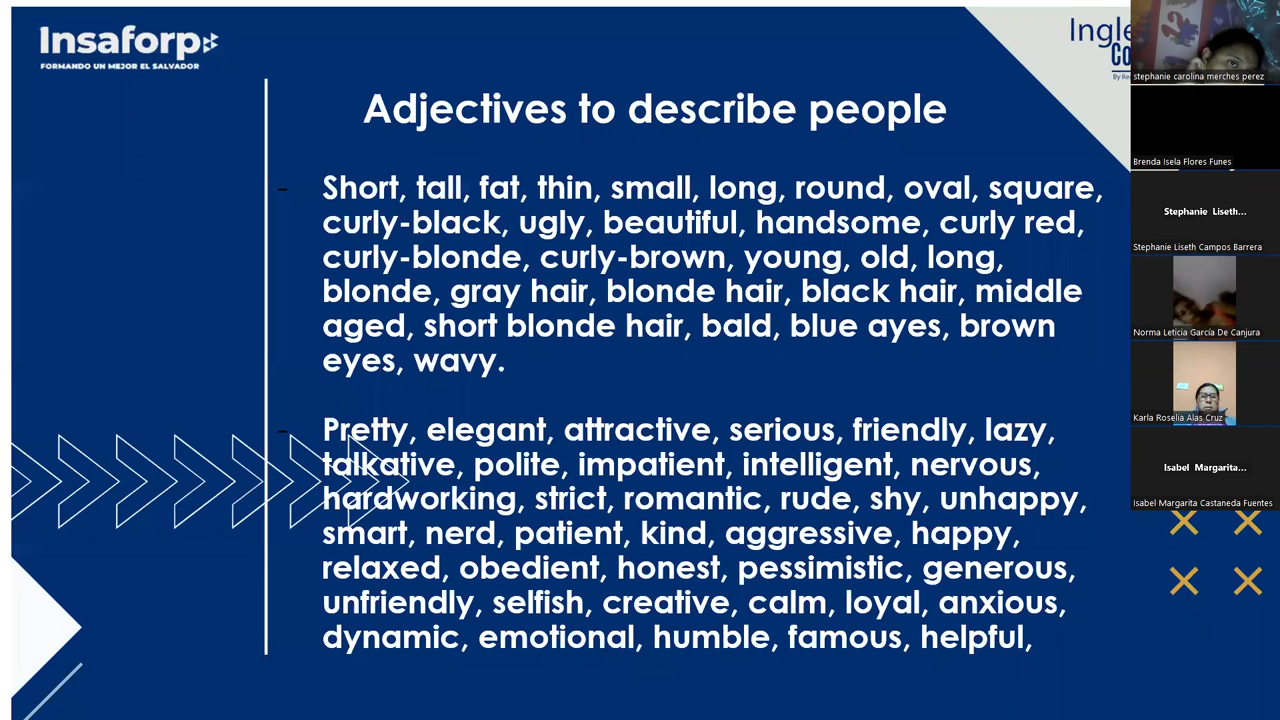 Insaforp
FORMANDO UN MEJOR EL SALVADOR
Adjectives to describe people
- Short, tall, fat, thin, small, long, round, oval, square,
curly-black, ugly, beautiful, handsome, curly red,
curly-blonde, curly-brown, young, old, long,
blonde, gray hair, blonde hair, black hair, middle
aged, short blonde hair, bald, blue ayes, brown
eyes, wavy.
- Pretty, elegant, attractive, serious, friendly, lazy,
talkative, polite, impatient, intelligent, nervous,
hardworking, strict, romantic, rude, shy, unhappy,
smart, nerd, patient, kind, aggressive, happy,
relaxed, obedient, honest, pessimistic, generous,
unfriendly, selfish, creative, calm, loyal, anxious,
dynamic, emotional, humble, famous, helpful,
stephanie carolina merches perez
Brenda Isela Flores Funes
Stephanie Liseth...
Stephanie Liseth Campos Barrera
Norma Leticia García De Canjura
Karla Roselia Alas Cruz
Isabel Margarita...
Isabel Margarita Castaneda Fuentes